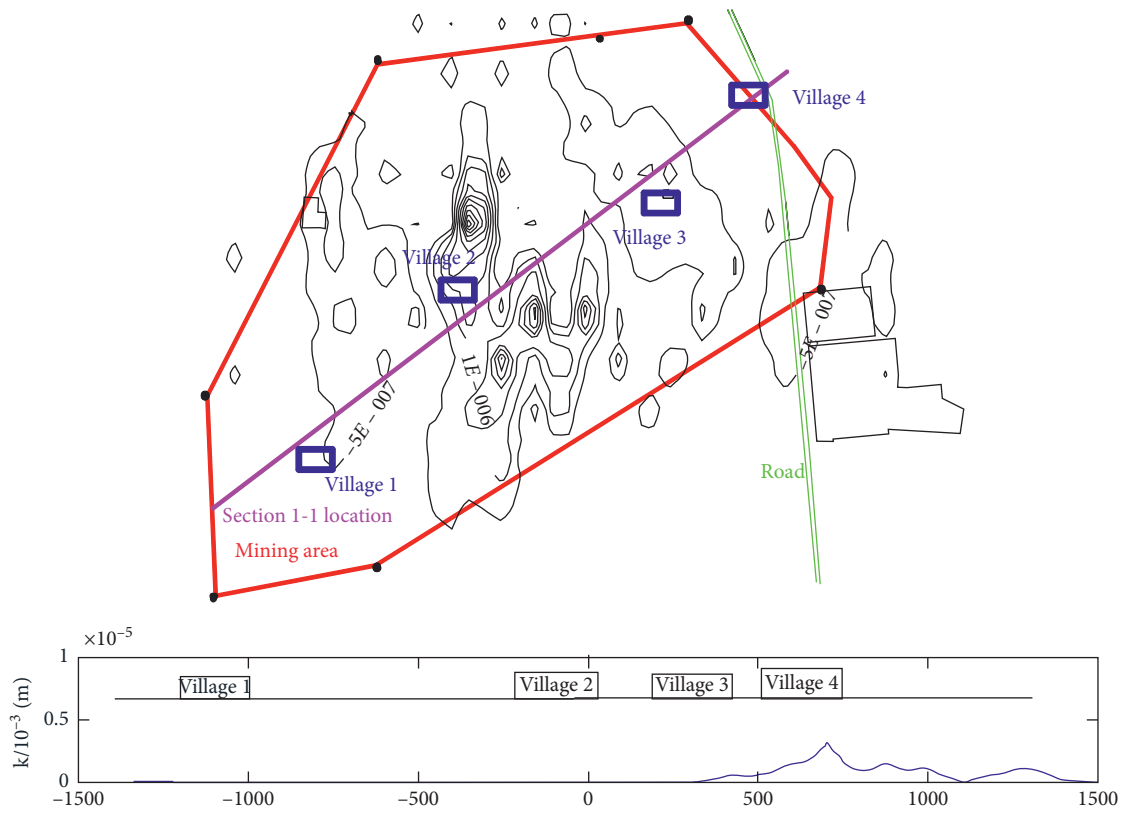 Village 4
Village 3
Village 2
–5E – 007
1E – 006
–5E – 007
Road
Village 1
Section 1-1 location
Mining area
×10–5
1
0.5
0
k/10–3 (m)
Village 1
Village 2
Village 3
Village 4
–1500
–1000
–500
0
500
1000
1500